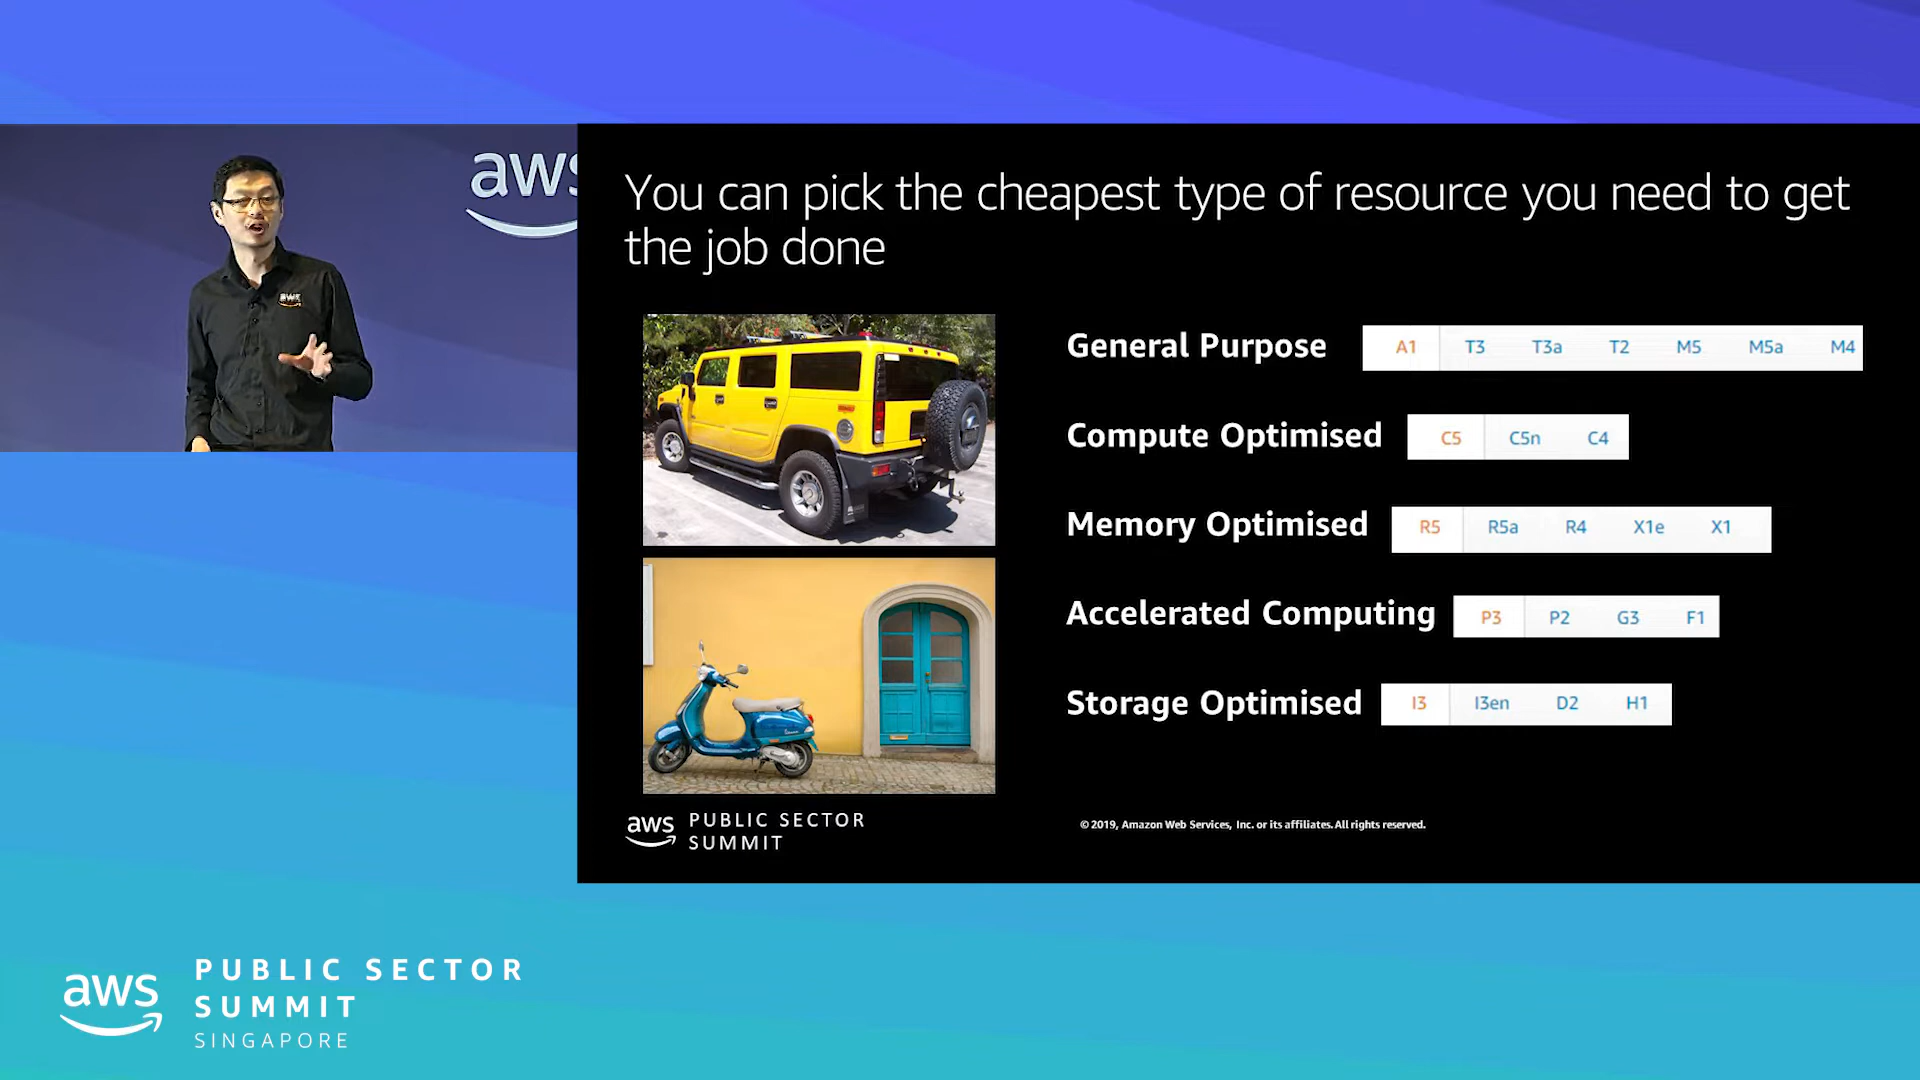 aws
aws
You can pick the cheapest type of resource you need to get
the job done
General Purpose A1 T3 T3a T2 M5 M5a M4
Compute Optimised C5 C5n C4
Memory Optimised R5 R5a R4 X1e X1
Accelerated Computing P3 P2 G3 F1
Storage Optimised I3 I3en D2 H1
aws PUBLIC SECTOR
SUMMIT
© 2019, Amazon Web Services, Inc. or its affiliates. All rights reserved.
aws PUBLIC SECTOR
SUMMIT
SINGAPORE